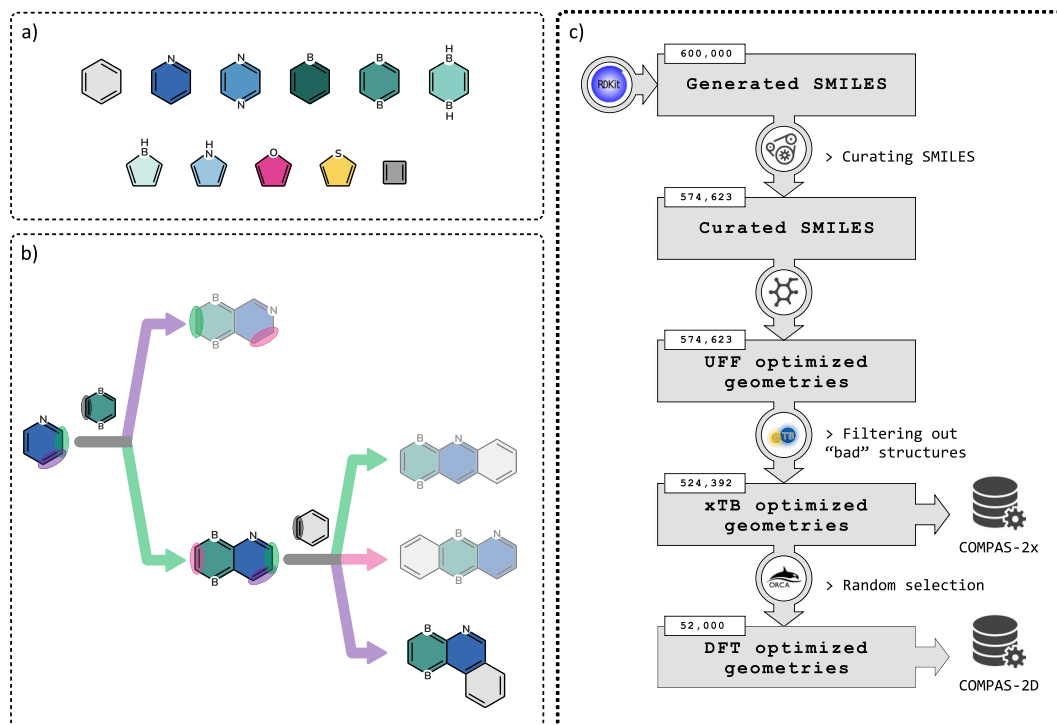 a)
N
N
N
B
B
B
H
B
B
H
H
B
H
N
O
S
b)
B
B
N
N
B
B
B
B
N
B
B
N
B
B
N
B
B
N
c)
600,000
RDKit
Generated SMILES
> Curating SMILES
574,623
Curated SMILES
574,623
UFF optimized
geometries
xTB
> Filtering out
“bad” structures
524,392
xTB optimized
geometries
COMPAS-2x
ORCA
> Random selection
52,000
DFT optimized
geometries
COMPAS-2D